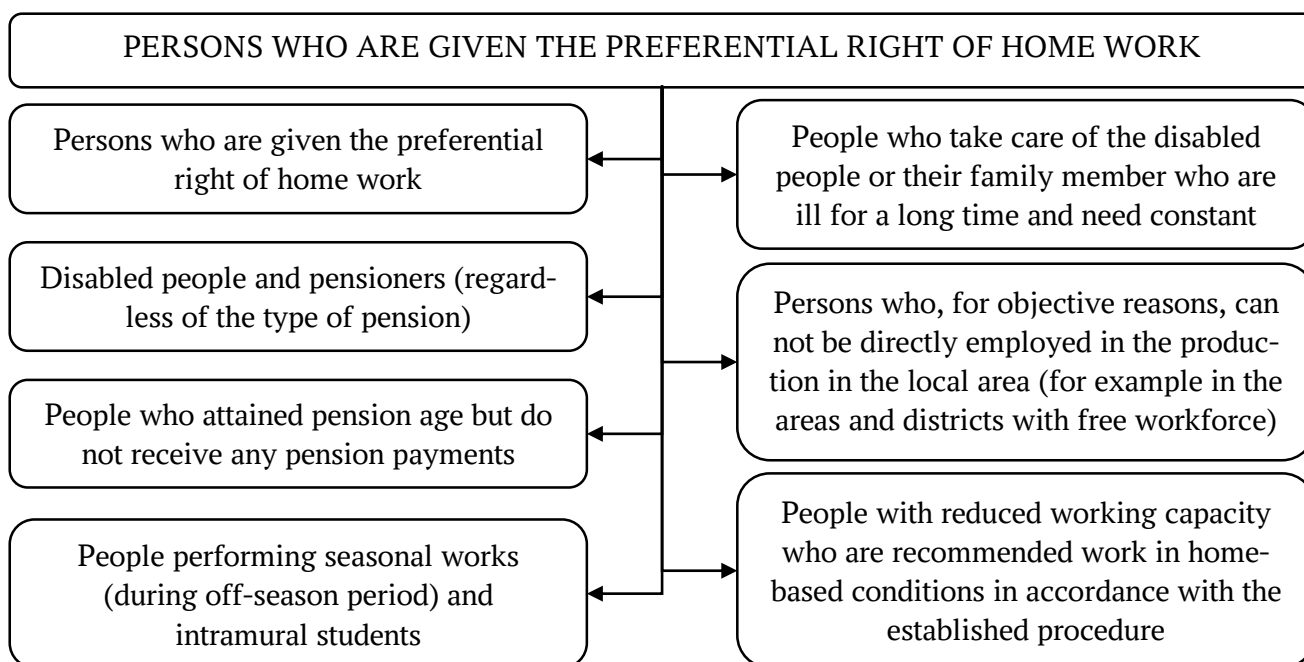 PERSONS WHO ARE GIVEN THE PREFERENTIAL RIGHT OF HOME WORK
Persons who are given the preferential
right of home work
Disabled people and pensioners (regard-
less of the type of pension)
People who attained pension age but do
not receive any pension payments
People performing seasonal works
(during off-season period) and
intramural students
People who take care of the disabled
people or their family member who are
ill for a long time and need constant
Persons who, for objective reasons, can
not be directly employed in the produc-
tion in the local area (for example in the
areas and districts with free workforce)
People with reduced working capacity
who are recommended work in home-
based conditions in accordance with the
established procedure